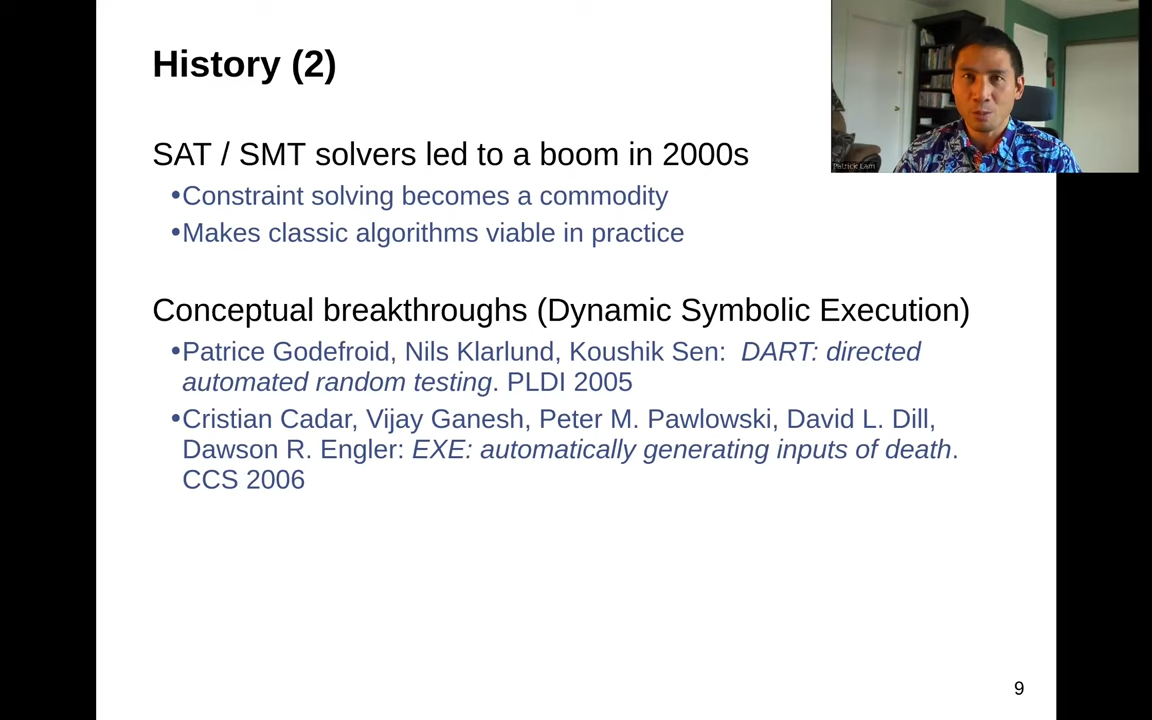 History (2)
Patrick Lam
SAT / SMT solvers led to a boom in 2000s
•Constraint solving becomes a commodity
•Makes classic algorithms viable in practice
Conceptual breakthroughs (Dynamic Symbolic Execution)
•Patrice Godefroid, Nils Klarlund, Koushik Sen: DART: directed
automated random testing. PLDI 2005
•Cristian Cadar, Vijay Ganesh, Peter M. Pawlowski, David L. Dill,
Dawson R. Engler: EXE: automatically generating inputs of death.
CCS 2006
9